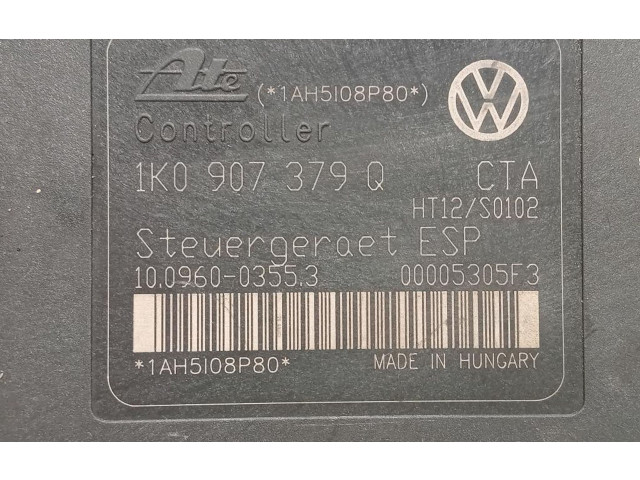 Ate (*1AH5I08P80*)
Controller
1K0 907 379 Q CTA
HT12/S0102
Steuergeraet ESP
10.0960-0355.3 00005305F3
*1AH5I08P80* MADE IN HUNGARY